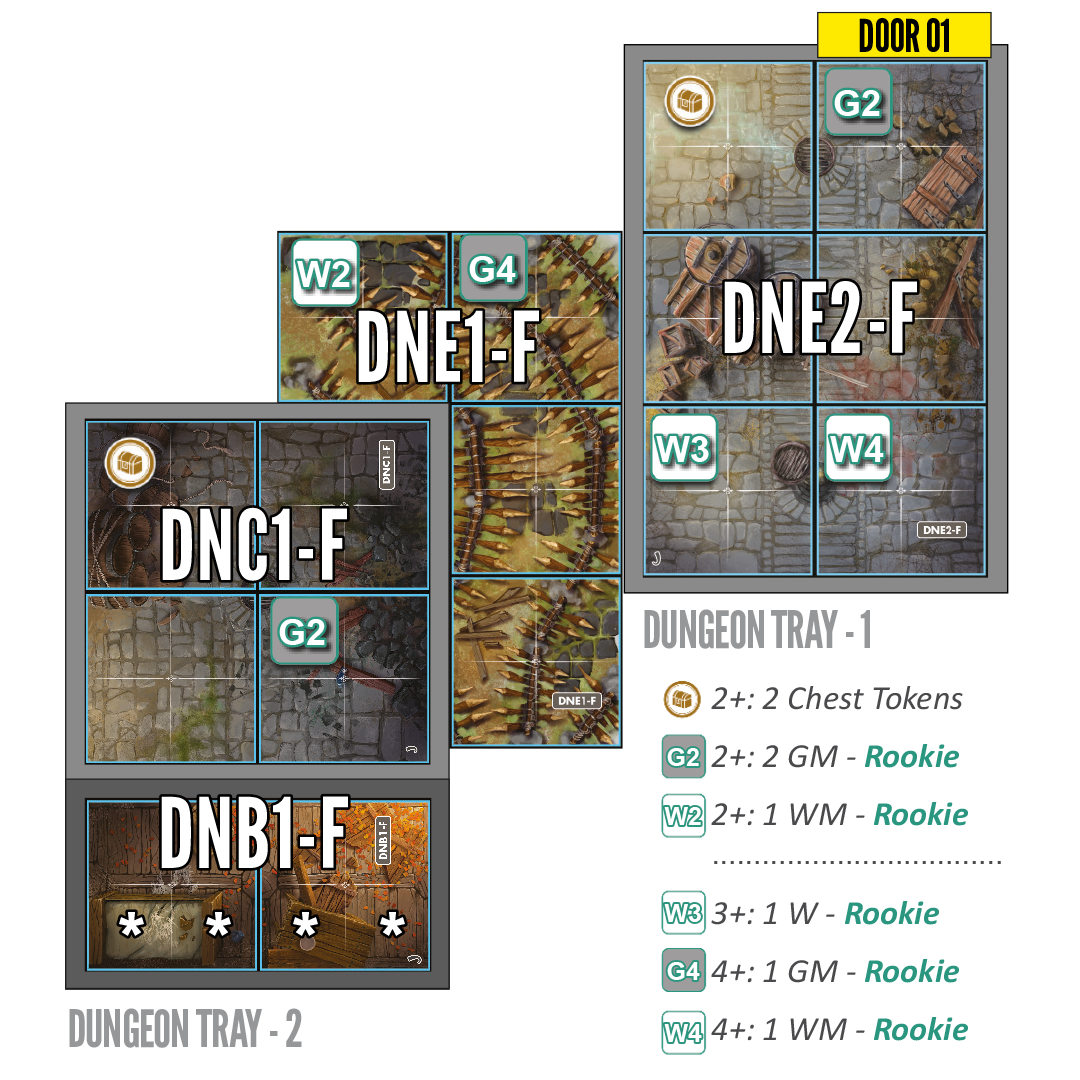 DOOR 01
G2
W2
G4
DNE1-F
DNE2-F
W3
W4
DNC1-F
DNE2-F
DNC1-F
G2
DUNGEON TRAY - 1
DNE1-F
2+: 2 Chest Tokens
G2 2+: 2 GM - Rookie
W2 2+: 1 WM - Rookie
DNB1-F
DNB1-F
................................
* * * *
W3 3+: 1 W - Rookie
G4 4+: 1 GM - Rookie
W4 4+: 1 WM - Rookie
DUNGEON TRAY - 2